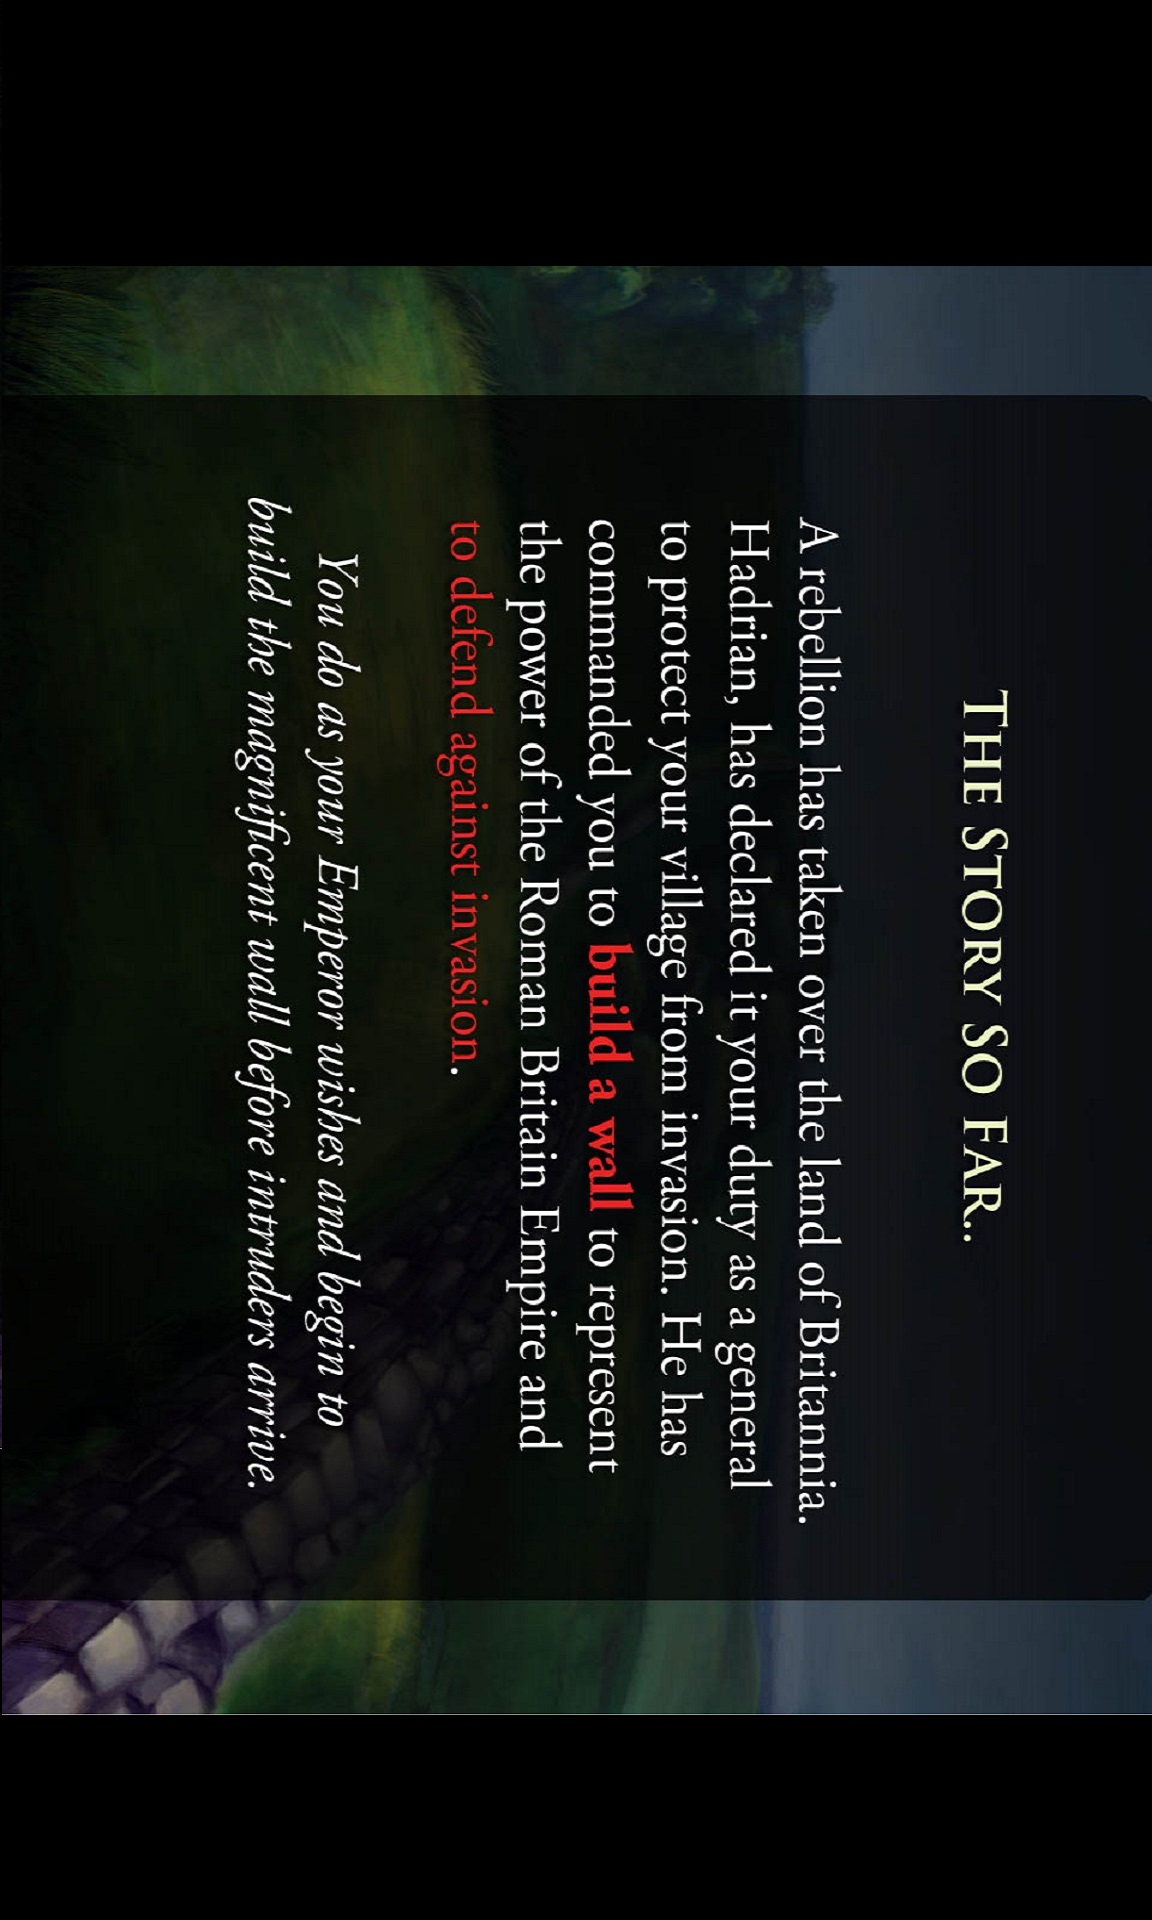 THE STORY SO FAR..
A rebellion has taken over the land of Britannia.
Hadrian, has declared it your duty as a general
to protect your village from invasion. He has
commanded you to build a wall to represent
the power of the Roman Britain Empire and
to defend against invasion.
You do as your Emperor wishes and begin to
build the magnificent wall before intruders arrive.